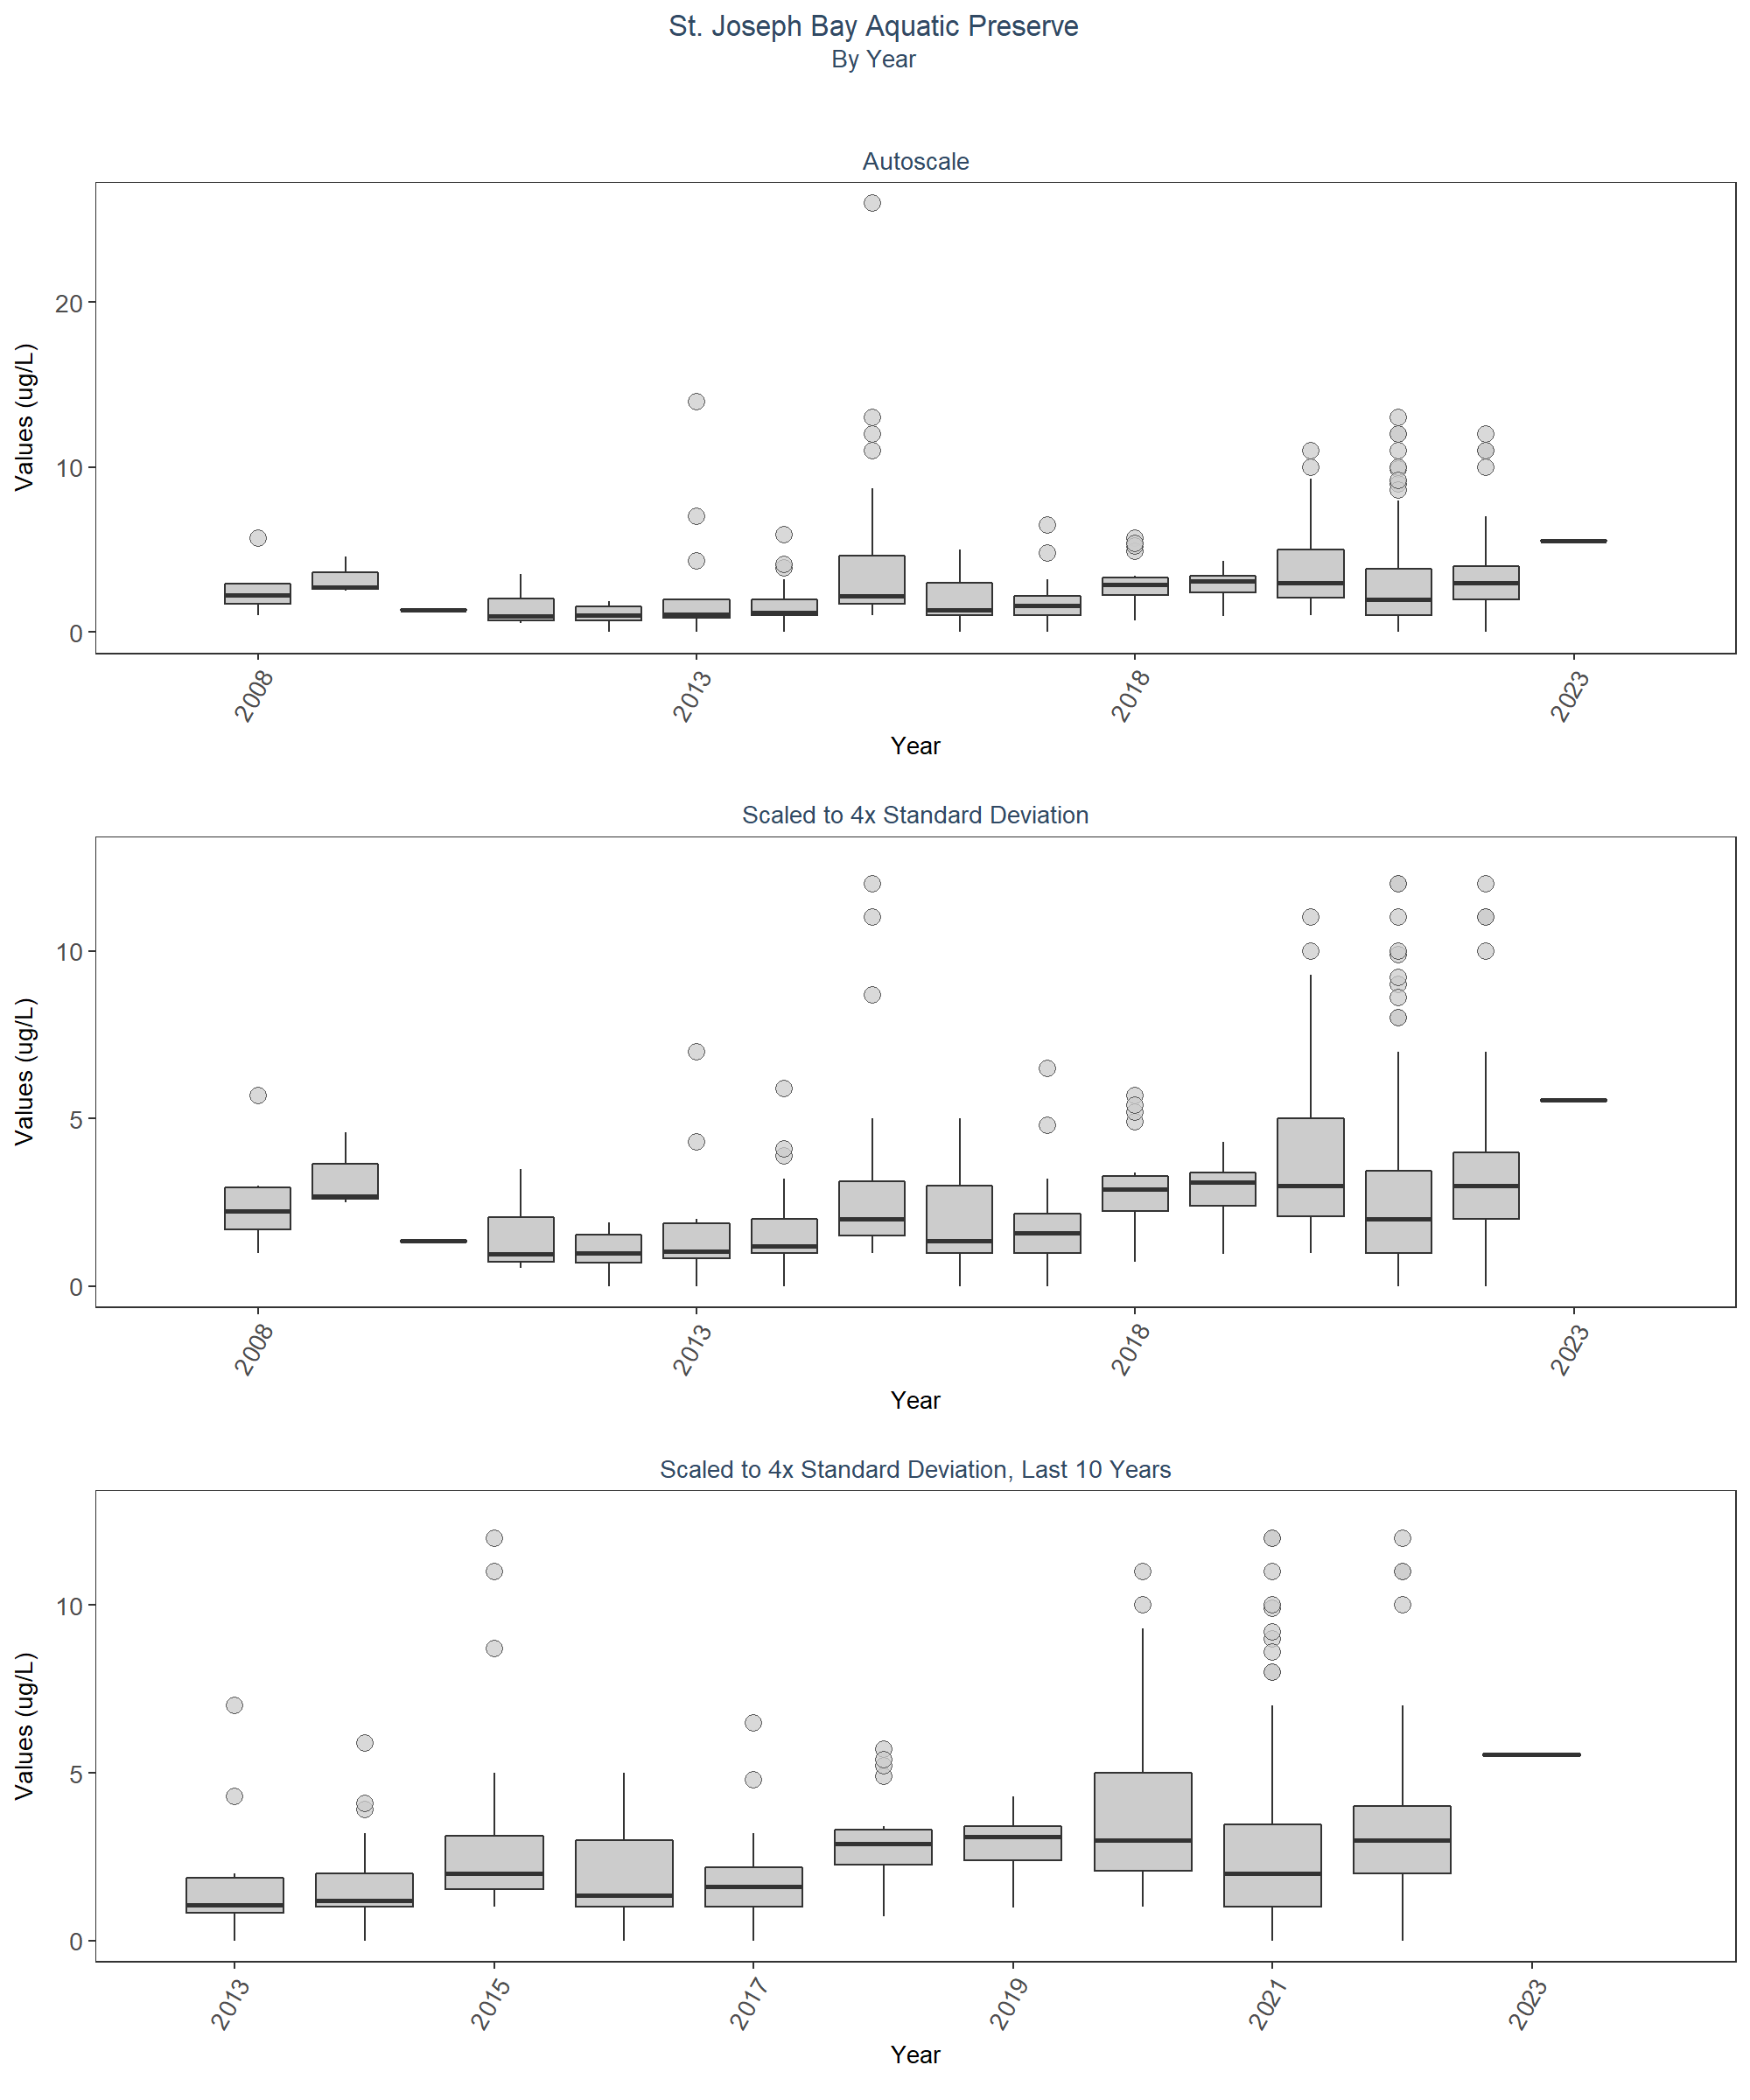 St. Joseph Bay Aquatic Preserve
By Year
Autoscale
Values (ug/L)
20
10
0
2008
2013
2018
2023
Year
Scaled to 4x Standard Deviation
Values (ug/L)
10
5
0
2008
2013
2018
2023
Year
Scaled to 4x Standard Deviation, Last 10 Years
Values (ug/L)
10
5
0
2013
2015
2017
2019
2021
2023
Year